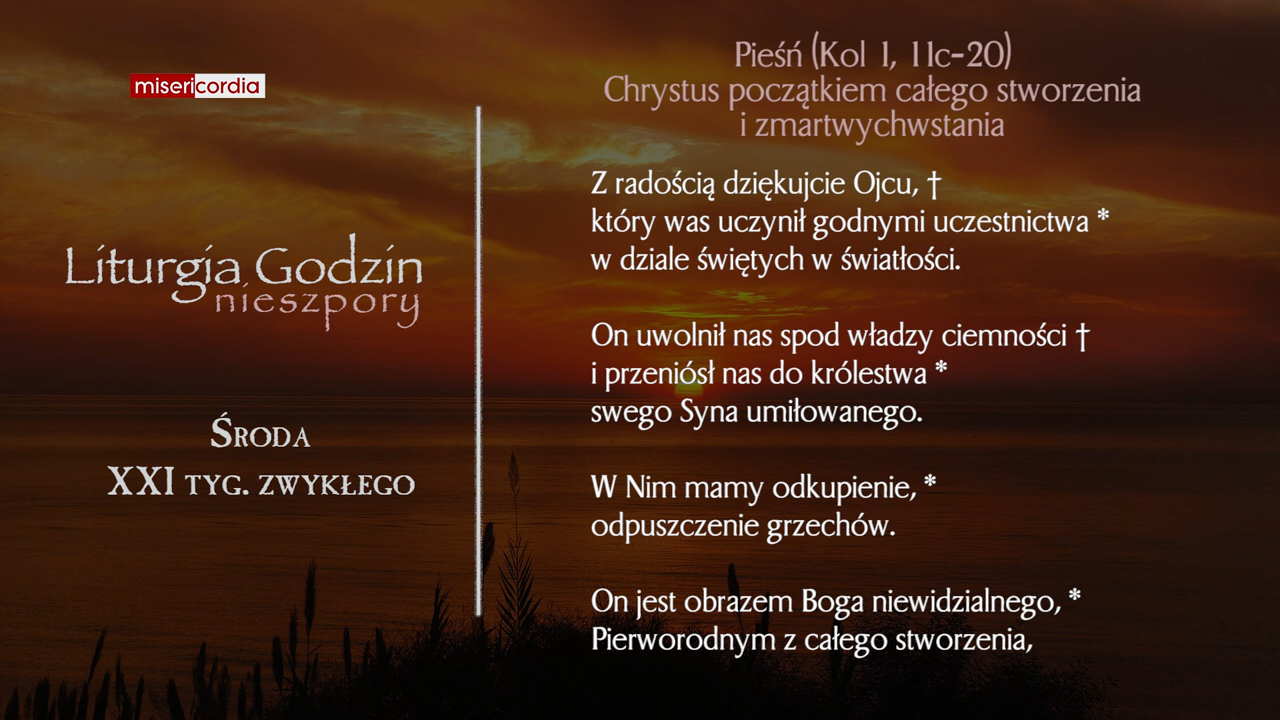 misericordia
Liturgia Godzin
nieszpory
Środa
XXI tyg. zwykłego
Pieśń (Kol 1, 11c-20)
Chrystus początkiem całego stworzenia
i zmartwychwstania
Z radością dziękujcie Ojcu, †
który was uczynił godnymi uczestnictwa *
w dziale świętych w światłości.
On uwolnił nas spod władzy ciemności †
i przeniósł nas do królestwa *
swego Syna umiłowanego.
W Nim mamy odkupienie, *
odpuszczenie grzechów.
On jest obrazem Boga niewidzialnego, *
Pierworodnym z całego stworzenia,